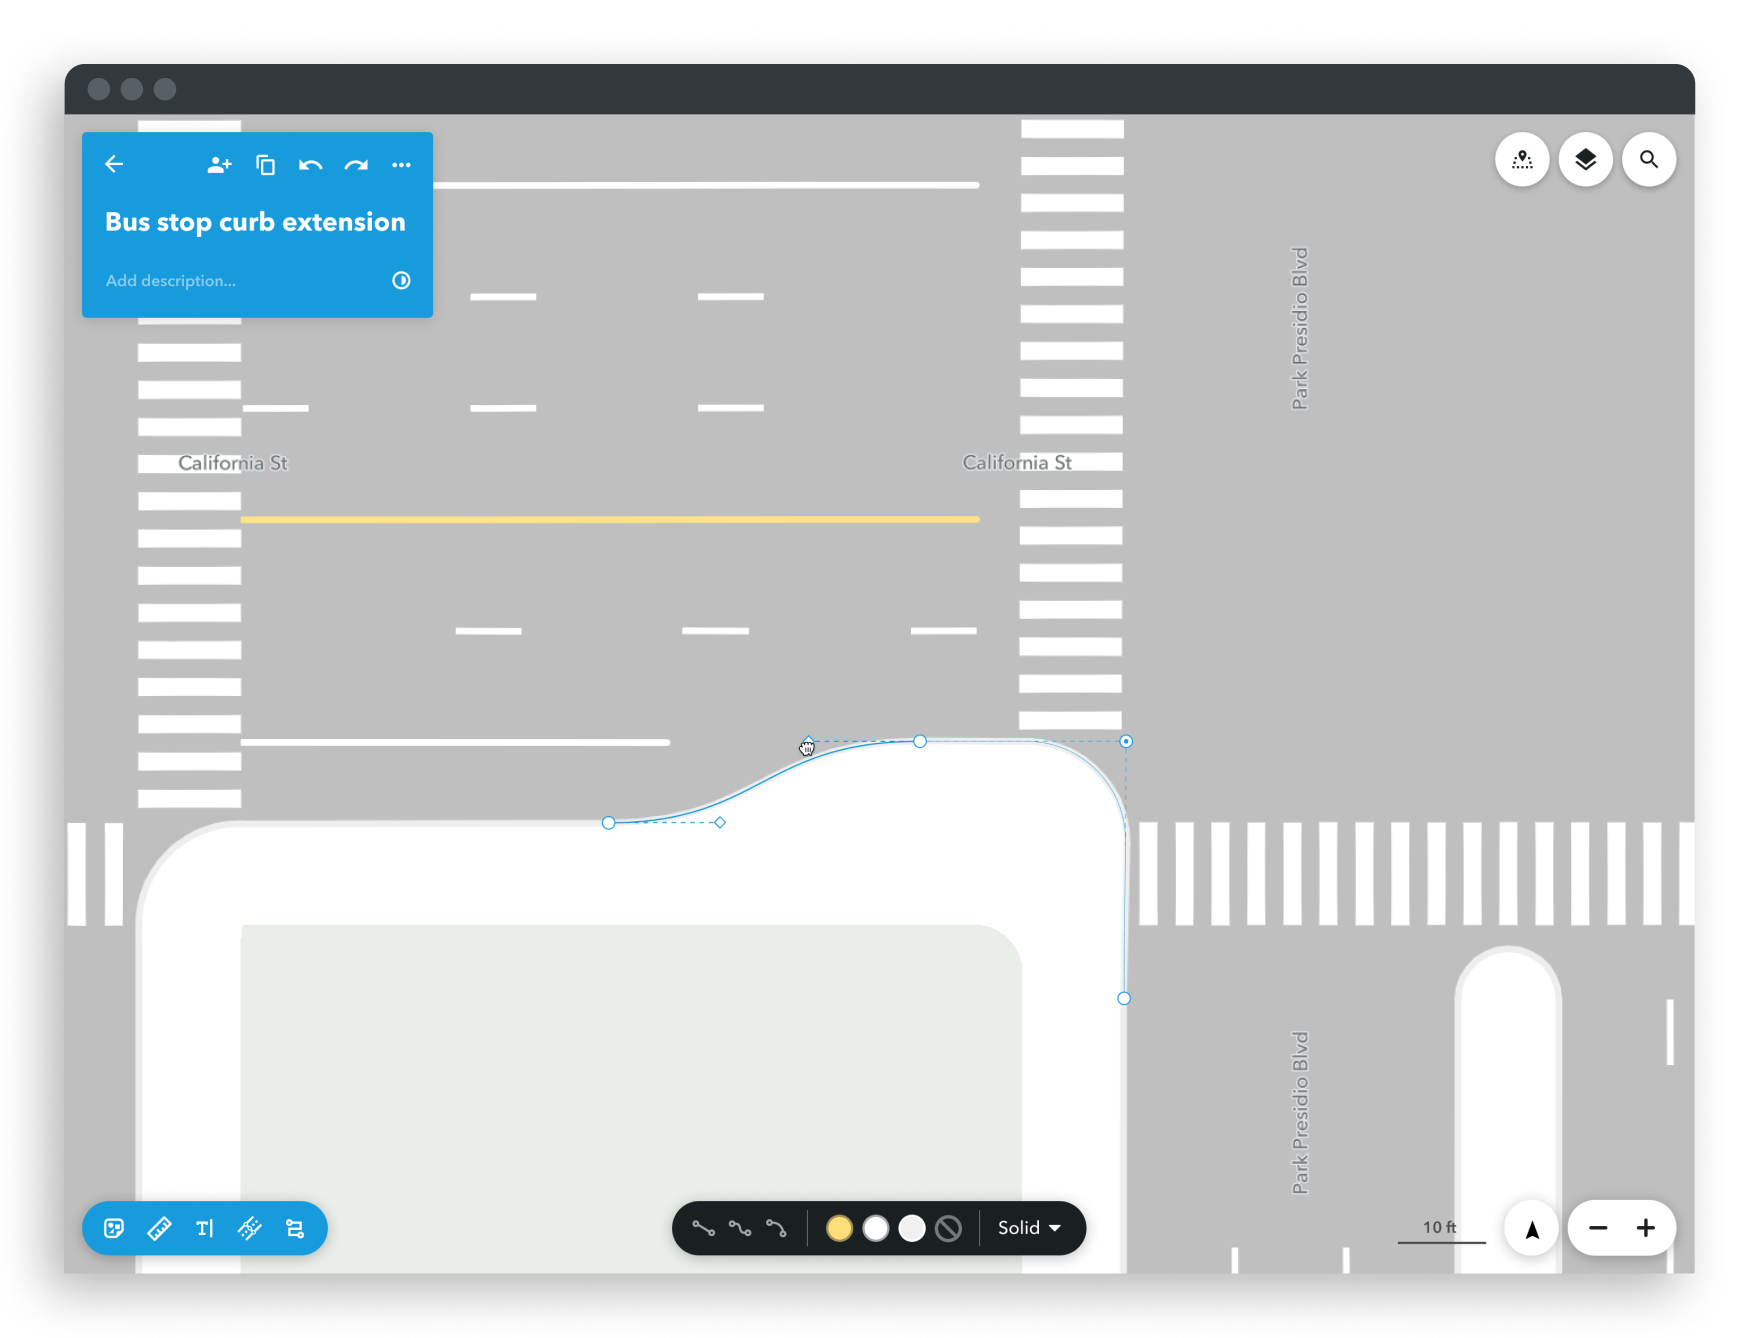 Bus stop curb extension
Add description...
Park Presidio Blvd
California St
California St
Park Presidio Blvd
T
Solid
10 ft